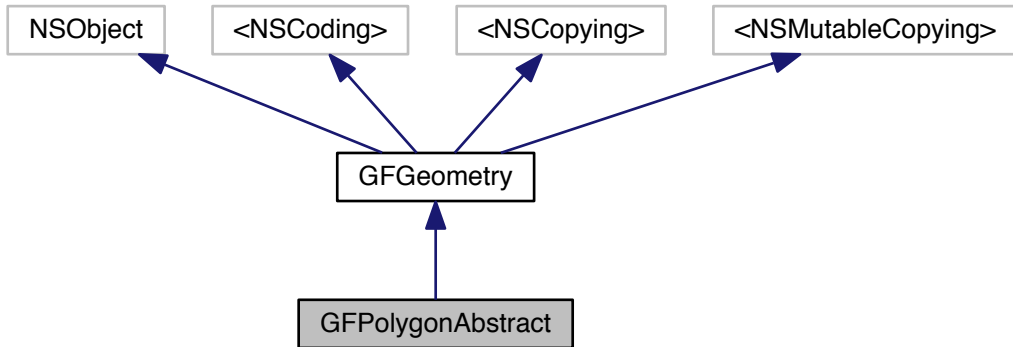 NSObject
<NSCoding>
<NSCopying>
<NSMutableCopying>
GFGeometry
GFPolygonAbstract